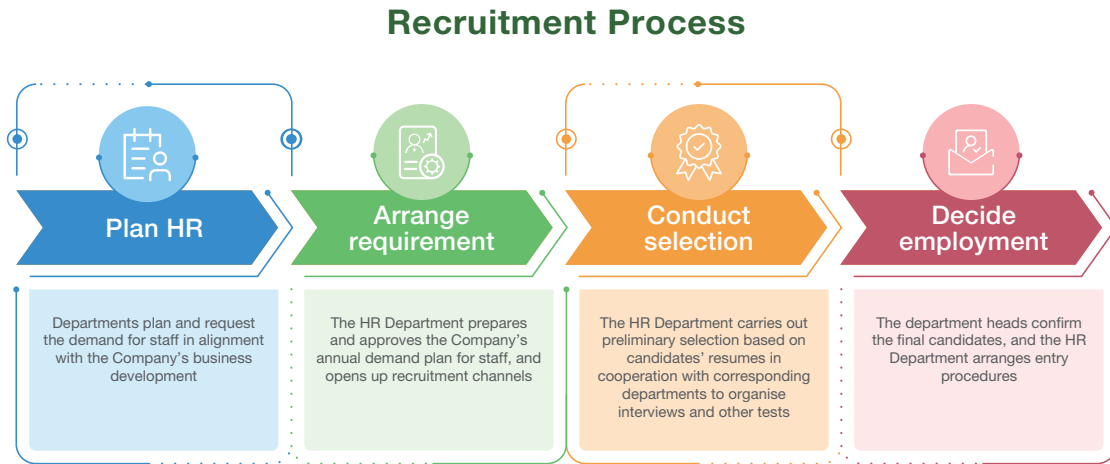 Recruitment Process
Plan HR
Arrange
requirement
Conduct
selection
Decide
employment
Departments plan and request
the demand for staff in alignment
with the Company's business
development
The HR Department prepares
and approves the Company's
annual demand plan for staff, and
opens up recruitment channels
The HR Department carries out
preliminary selection based on
candidates' resumes in
cooperation with corresponding
departments to organise
interviews and other tests
The department heads confirm
the final candidates, and the HR
Department arranges entry
procedures